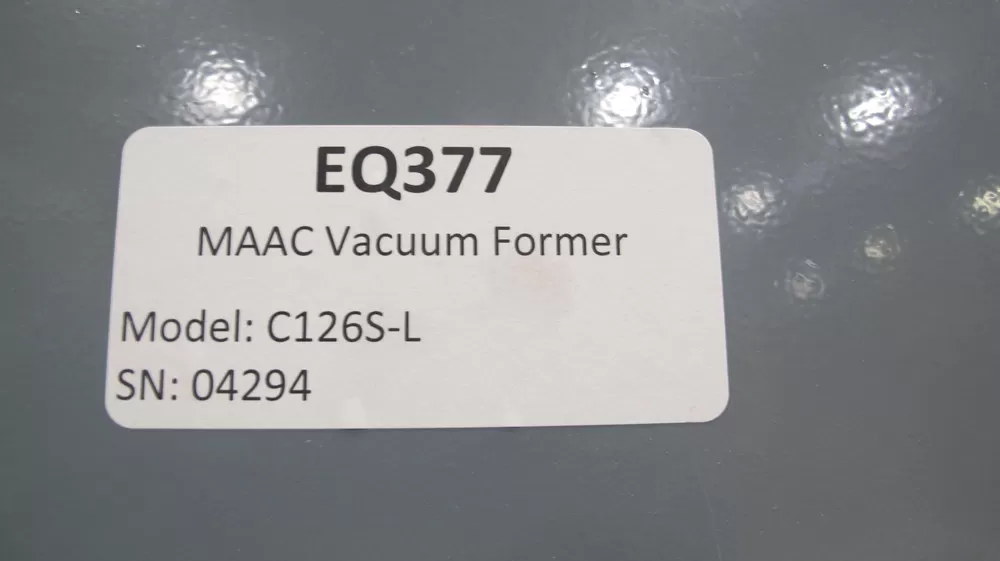 EQ377
MAAC Vacuum Former
Model: C126S-L
SN: 04294